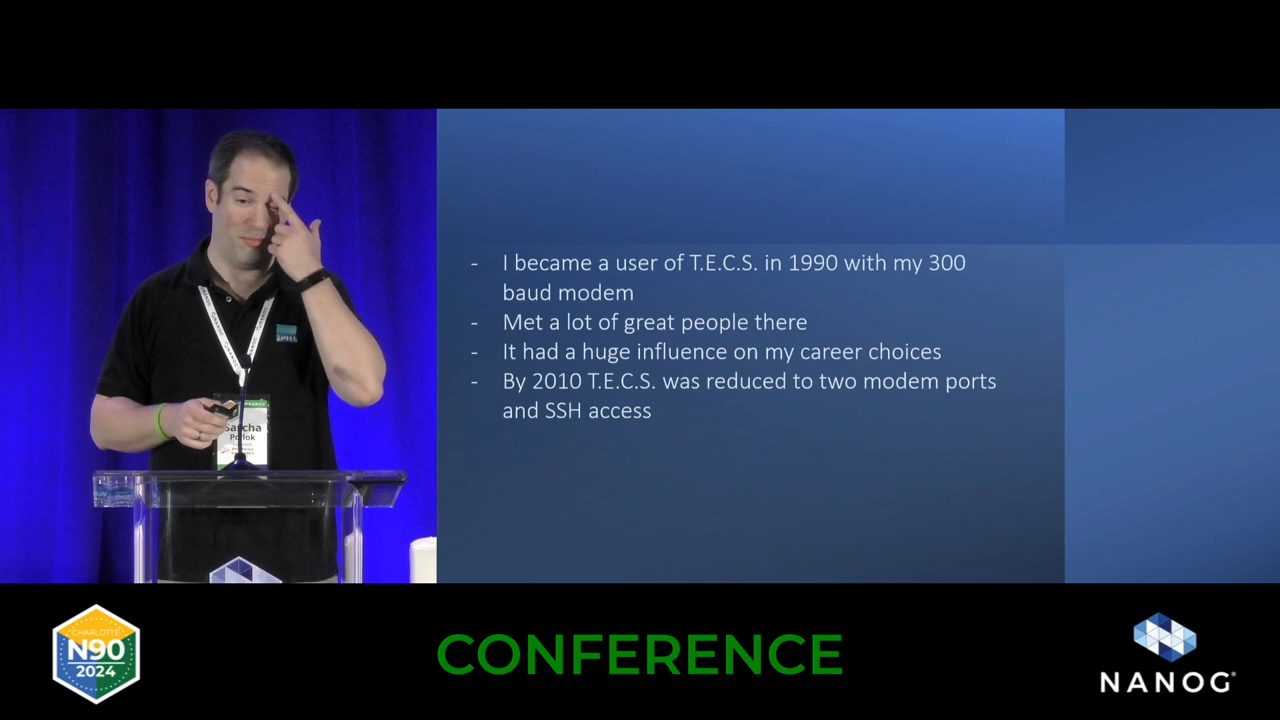 - I became a user of T.E.C.S. in 1990 with my 300
baud modem
- Met a lot of great people there
- It had a huge influence on my career choices
- By 2010 T.E.C.S. was reduced to two modem ports
and SSH access
NANOG
Sascha
Pollok
CHARLOTTE
N90
2024
CONFERENCE
NANOG®